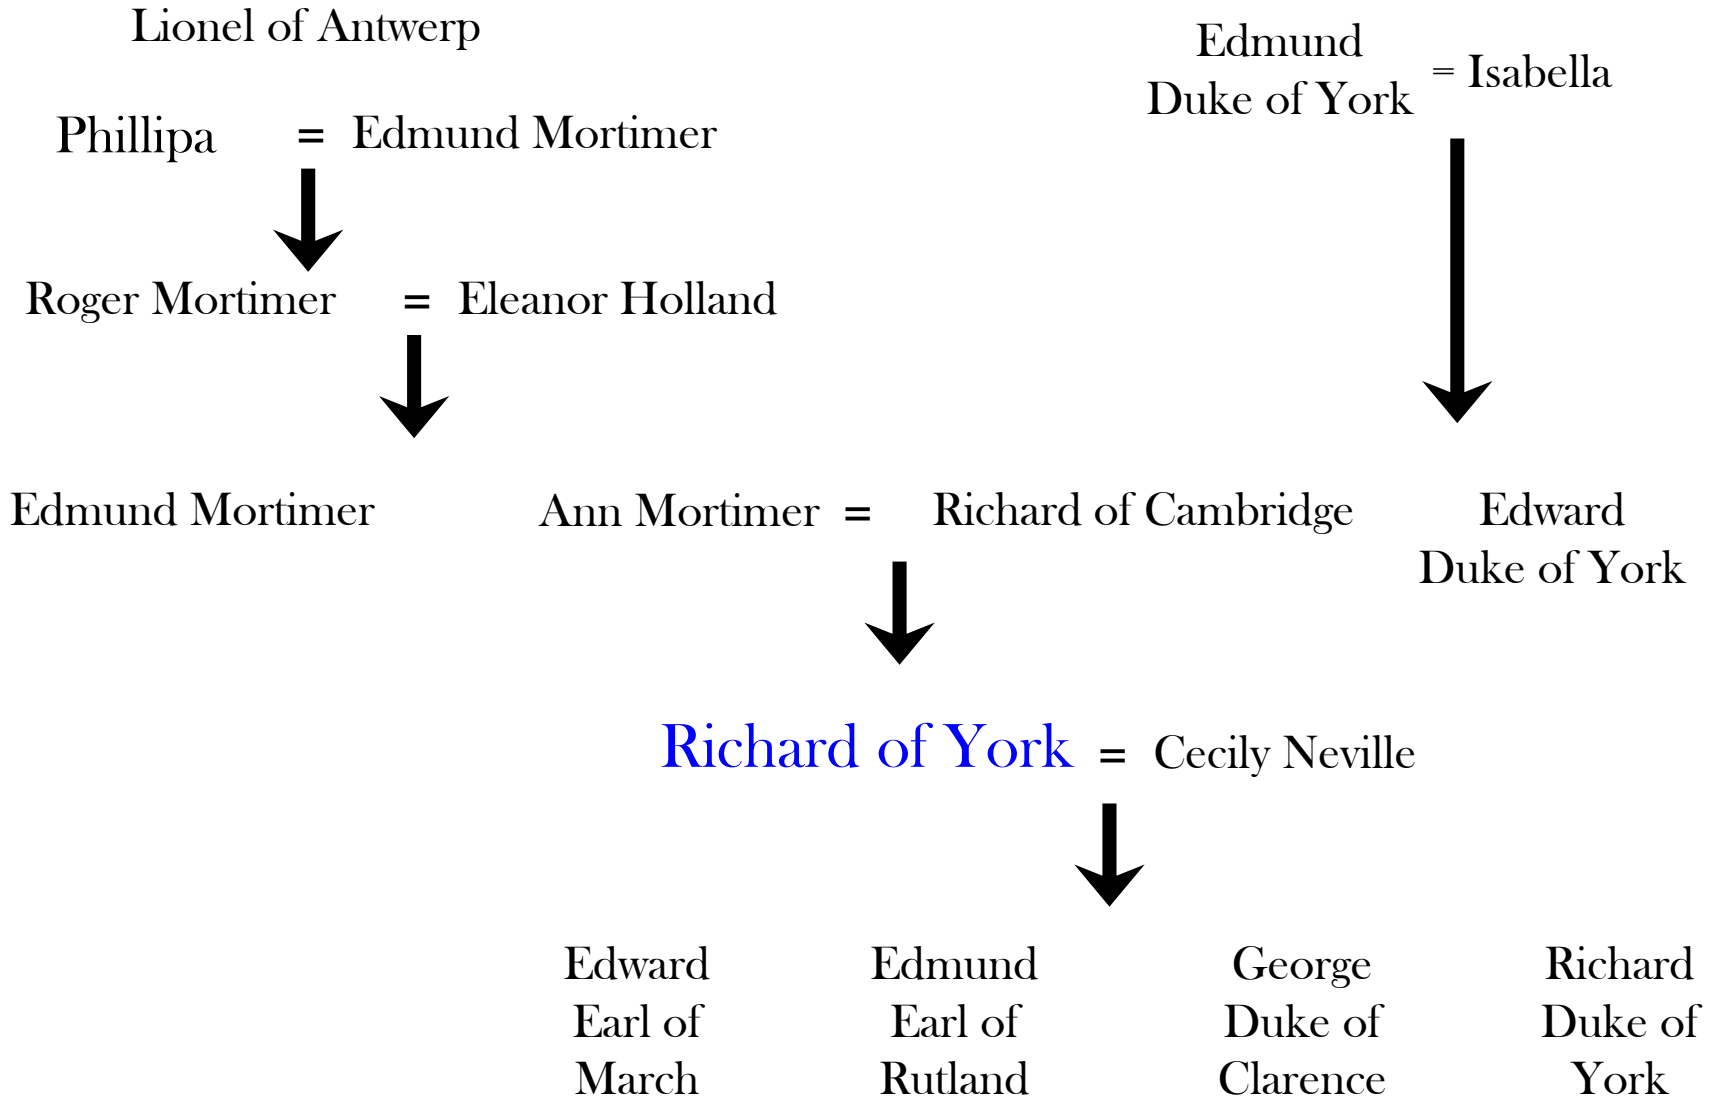 Lionel of Antwerp
Edmund
Duke of York
= Isabella
Phillipa = Edmund Mortimer
Roger Mortimer = Eleanor Holland
Edmund Mortimer
Ann Mortimer = Richard of Cambridge
Edward
Duke of York
Richard of York = Cecily Neville
Edward
Earl of
March
Edmund
Earl of
Rutland
George
Duke of
Clarence
Richard
Duke of
York